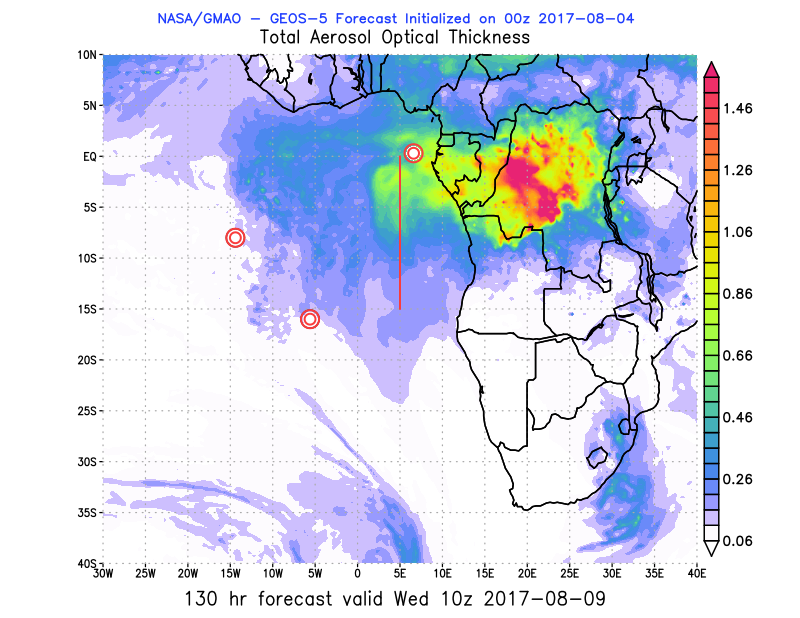 NASA/GMAO - GEOS-5 Forecast Initialized on 00z 2017-08-04
Total Aerosol Optical Thickness
10N
5N
EQ
5S
10S
15S
20S
25S
30S
35S
40S
30W 25W 20W 15W 10W 5W 0 5E 10E 15E 20E 25E 30E 35E 40E
1.46
1.26
1.06
0.86
0.66
0.46
0.26
0.06
130 hr forecast valid Wed 10z 2017-08-09